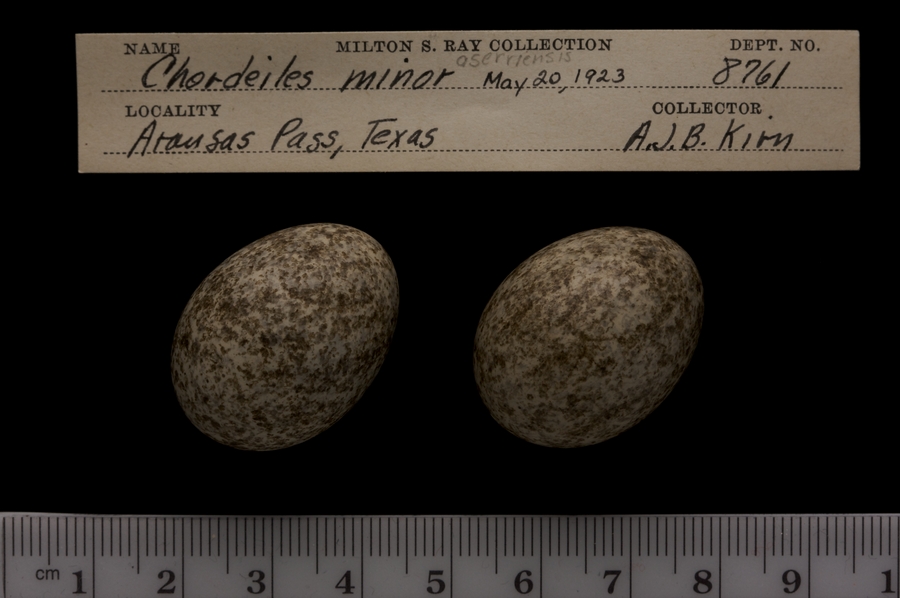 NAME MILTON S. RAY COLLECTION DEPT. NO.
aserriensis
Chordeiles minor May 20, 1923 8761
LOCALITY COLLECTOR
Aransas Pass, Texas A.J.B. Kirn
cm 1 2 3 4 5 6 7 8 9 1